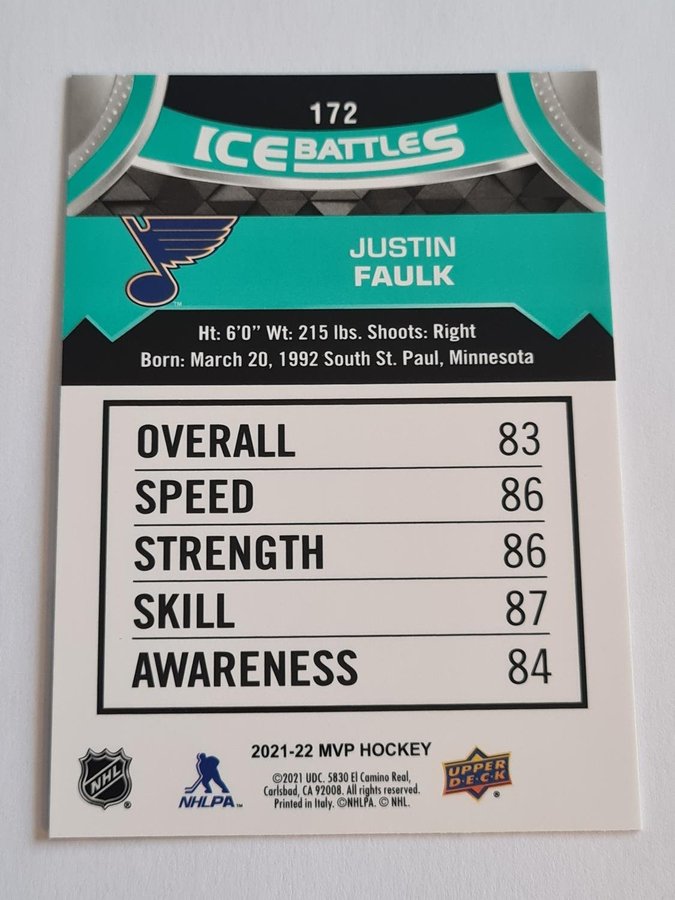 172
ICE BATTLES
JUSTIN
FAULK
Ht: 6'0" Wt: 215 lbs. Shoots: Right
Born: March 20, 1992 South St. Paul, Minnesota
OVERALL 83
SPEED 86
STRENGTH 86
SKILL 87
AWARENESS 84
2021-22 MVP HOCKEY
©2021 UDC. 5830 El Camino Real,
Carlsbad, CA 92008. All rights reserved.
Printed in Italy. ©NHLPA. © NHL.
NHL ®
NHLPA™
UPPER
D·E·C·K ®